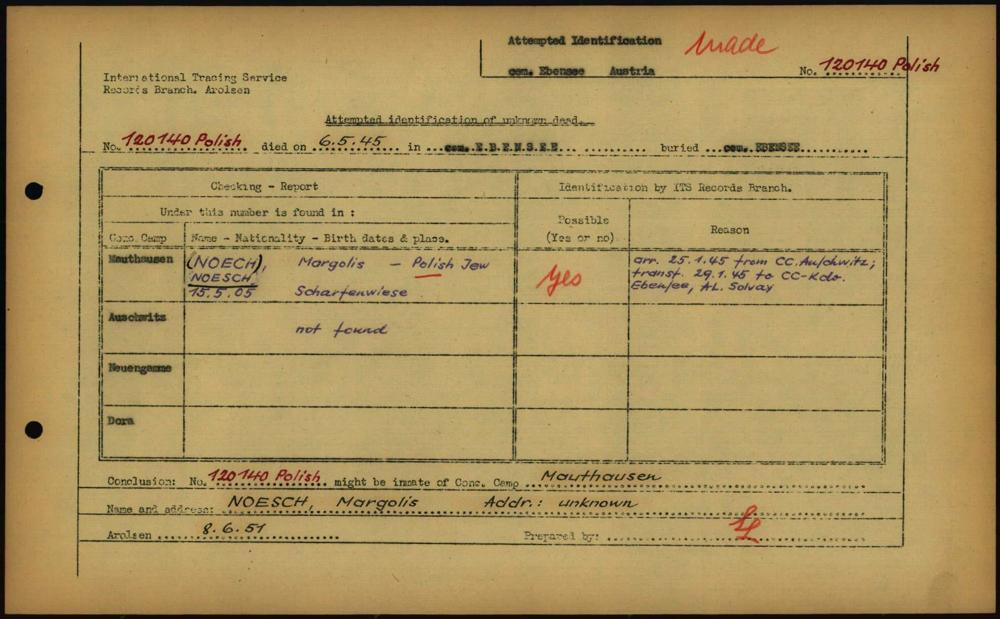 Attempted Identification made
cem. Ebensee Austria No. 120140 Polish
International Tracing Service
Records Branch. Arolsen
Attempted identification of unknown dead.
No. 120140 Polish died on 6.5.45 in cem. EBENSEE buried cem. EBENSEE
Checking - Report Identification by ITS Records Branch.
Under this number is found in : Possible
Conc. Camp Name - Nationality - Birth dates & place. (Yes or no) Reason
Mauthausen (NOECH), Margolis - Polish Jew yes arr. 25.1.45 from CC. Auschwitz;
NOESCH transf. 29.1.45 to CC-Kdo.
15.5.05 Scharfenwiese Ebensee, AL. Solvay
Auschwitz not found
Neuengamme
Dora
Conclusion: No. 120140 Polish might be inmate of Conc. Camp Mauthausen
Name and address: NOESCH, Margolis Addr.: unknown
Arolsen 8.6.51 Prepared by: